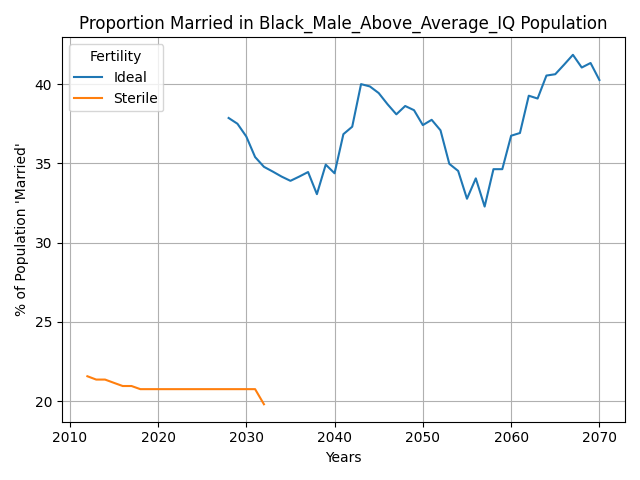 Proportion Married in Black_Male_Above_Average_IQ Population
Fertility
Ideal
Sterile
% of Population 'Married'
40
35
30
25
20
2010 2020 2030 2040 2050 2060 2070
Years